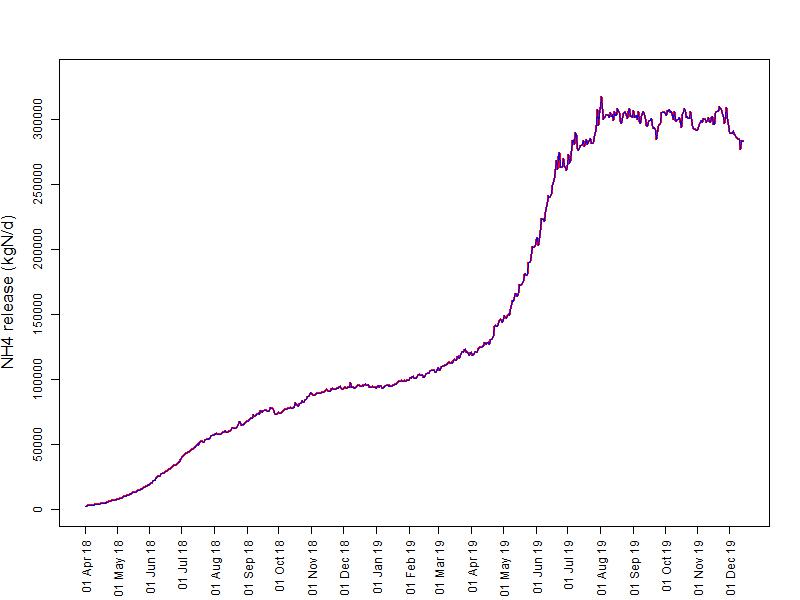 NH4 release (kgN/d)
300000
250000
200000
150000
100000
50000
0
01 Apr 18
01 May 18
01 Jun 18
01 Jul 18
01 Aug 18
01 Sep 18
01 Oct 18
01 Nov 18
01 Dec 18
01 Jan 19
01 Feb 19
01 Mar 19
01 Apr 19
01 May 19
01 Jun 19
01 Jul 19
01 Aug 19
01 Sep 19
01 Oct 19
01 Nov 19
01 Dec 19